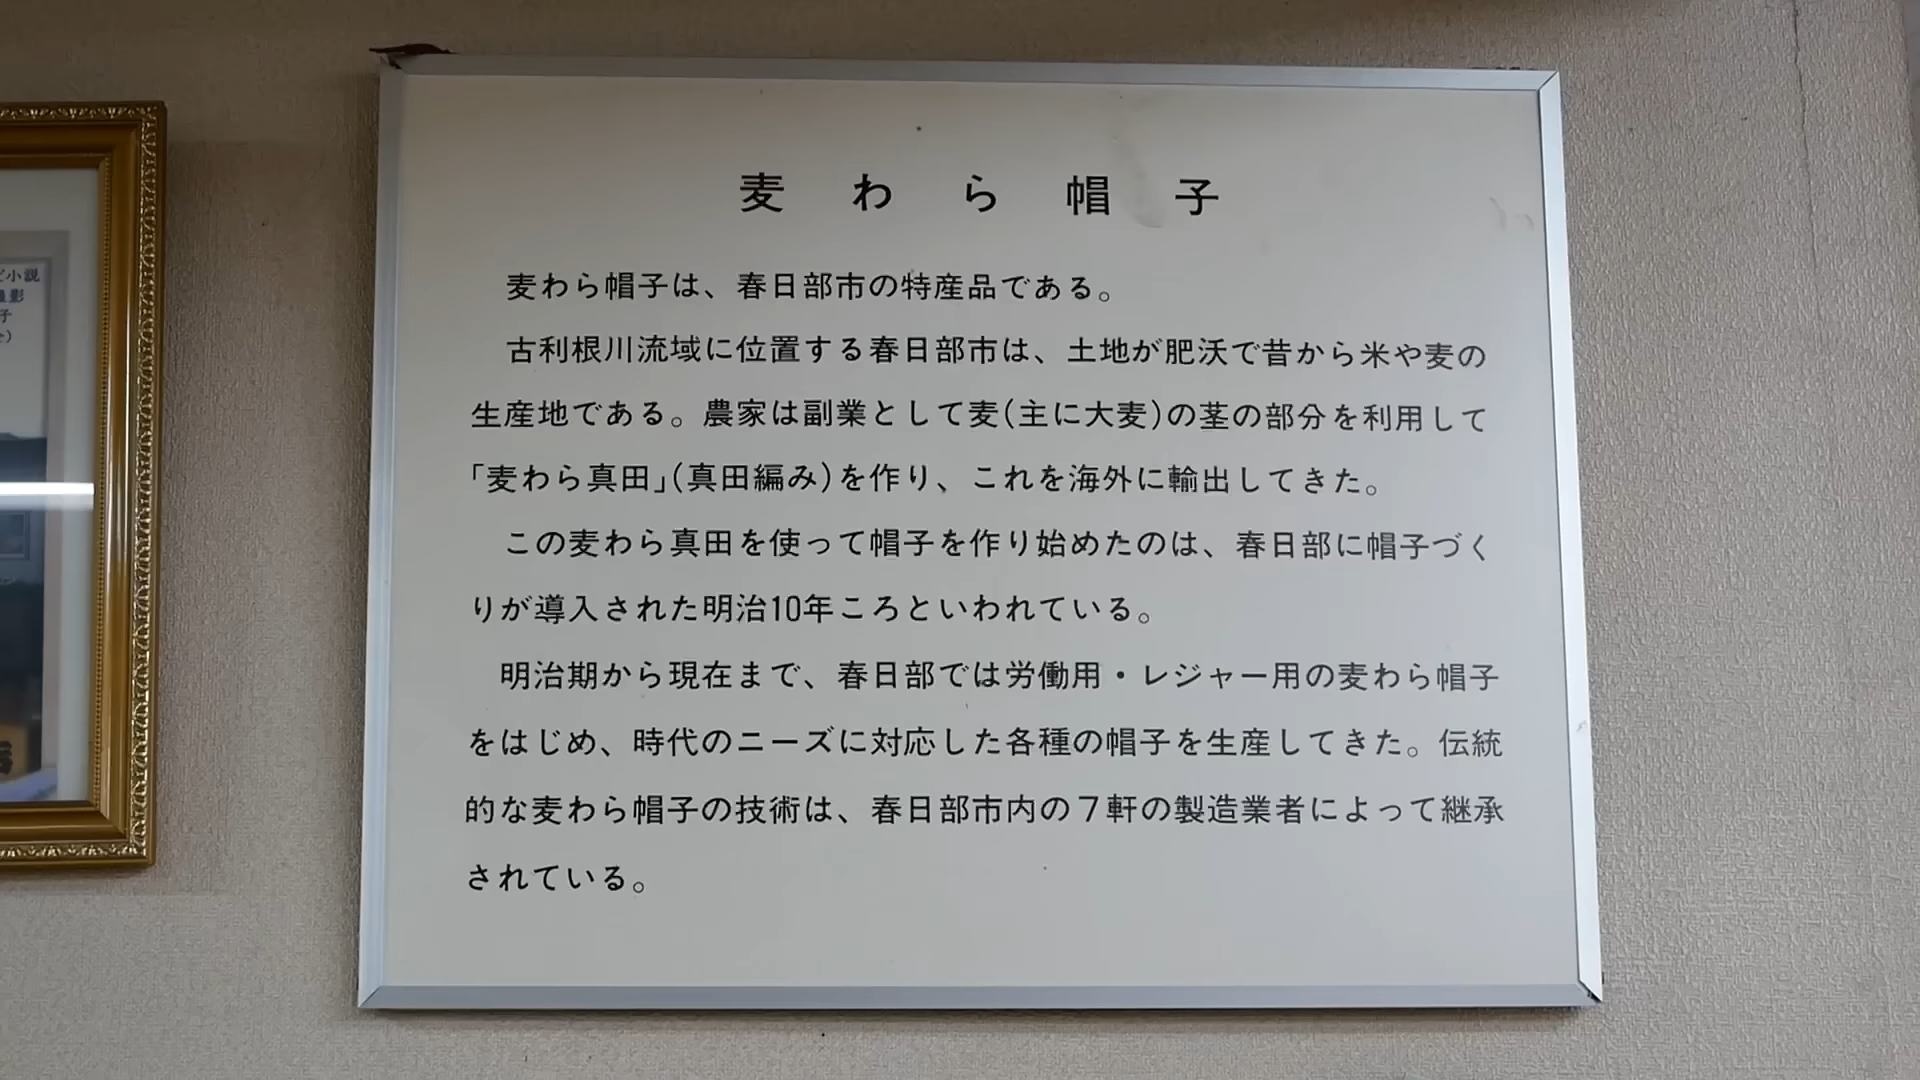 麦わら帽子
麦わら帽子は、春日部市の特産品である。
古利根川流域に位置する春日部市は、土地が肥沃で昔から米や麦の
生産地である。農家は副業として麦(主に大麦)の茎の部分を利用して
「麦わら真田」(真田編み)を作り、これを海外に輸出してきた。
この麦わら真田を使って帽子を作り始めたのは、春日部に帽子づく
りが導入された明治10年ころといわれている。
明治期から現在まで、春日部では労働用・レジャー用の麦わら帽子
をはじめ、時代のニーズに対応した各種の帽子を生産してきた。伝統
的な麦わら帽子の技術は、春日部市内の7軒の製造業者によって継承
されている。
小説
影
子